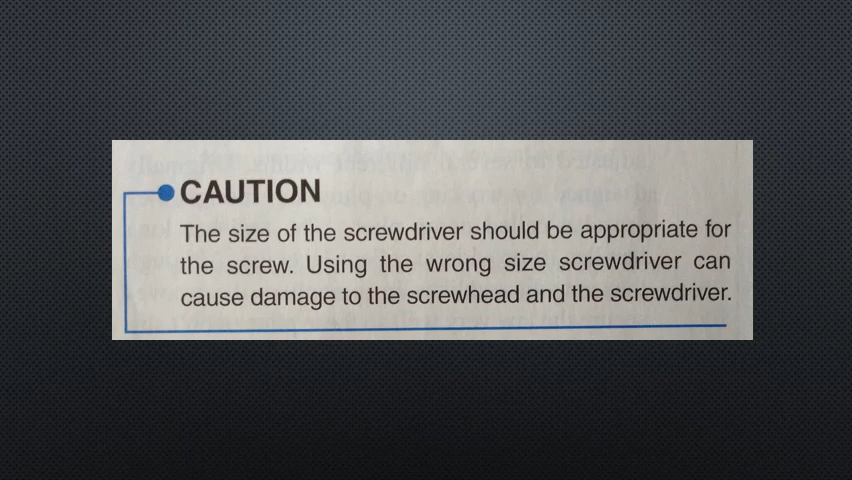 CAUTION
The size of the screwdriver should be appropriate for
the screw. Using the wrong size screwdriver can
cause damage to the screwhead and the screwdriver.